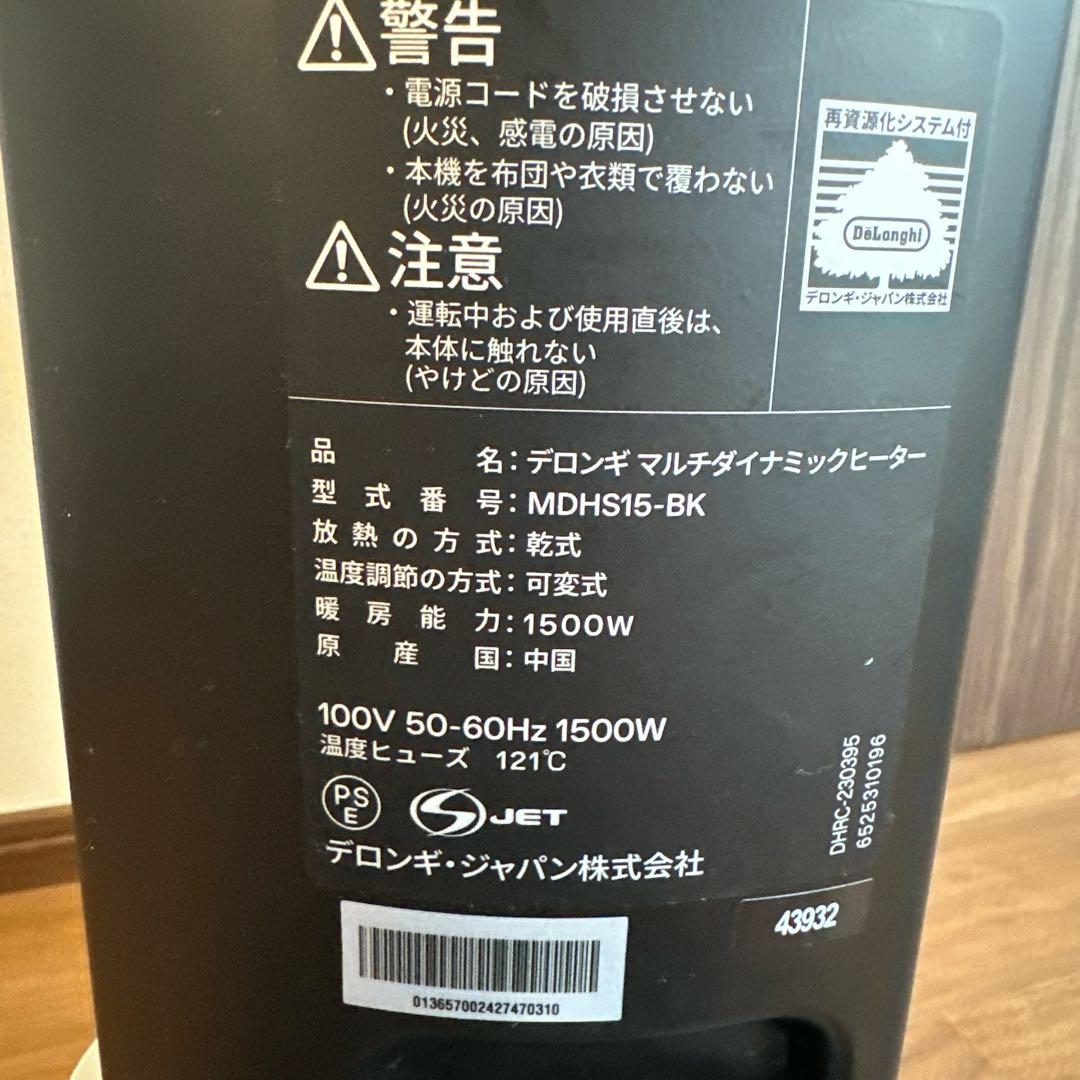 警告
・電源コードを破損させない
(火災、感電の原因)
・本機を布団や衣類で覆わない
(火災の原因)
注意
・運転中および使用直後は、
本体に触れない
(やけどの原因)
再資源化システム付
DeLonghi
デロンギ・ジャパン株式会社
品名：デロンギ マルチダイナミックヒーター
型式番号：MDHS15-BK
放熱の方式：乾式
温度調節の方式：可変式
暖房能力：1500W
原産国：中国
100V 50-60Hz 1500W
温度ヒューズ 121℃
PSE
JET
デロンギ・ジャパン株式会社
DHRC-230395
6525310196
43932
013657002427470310